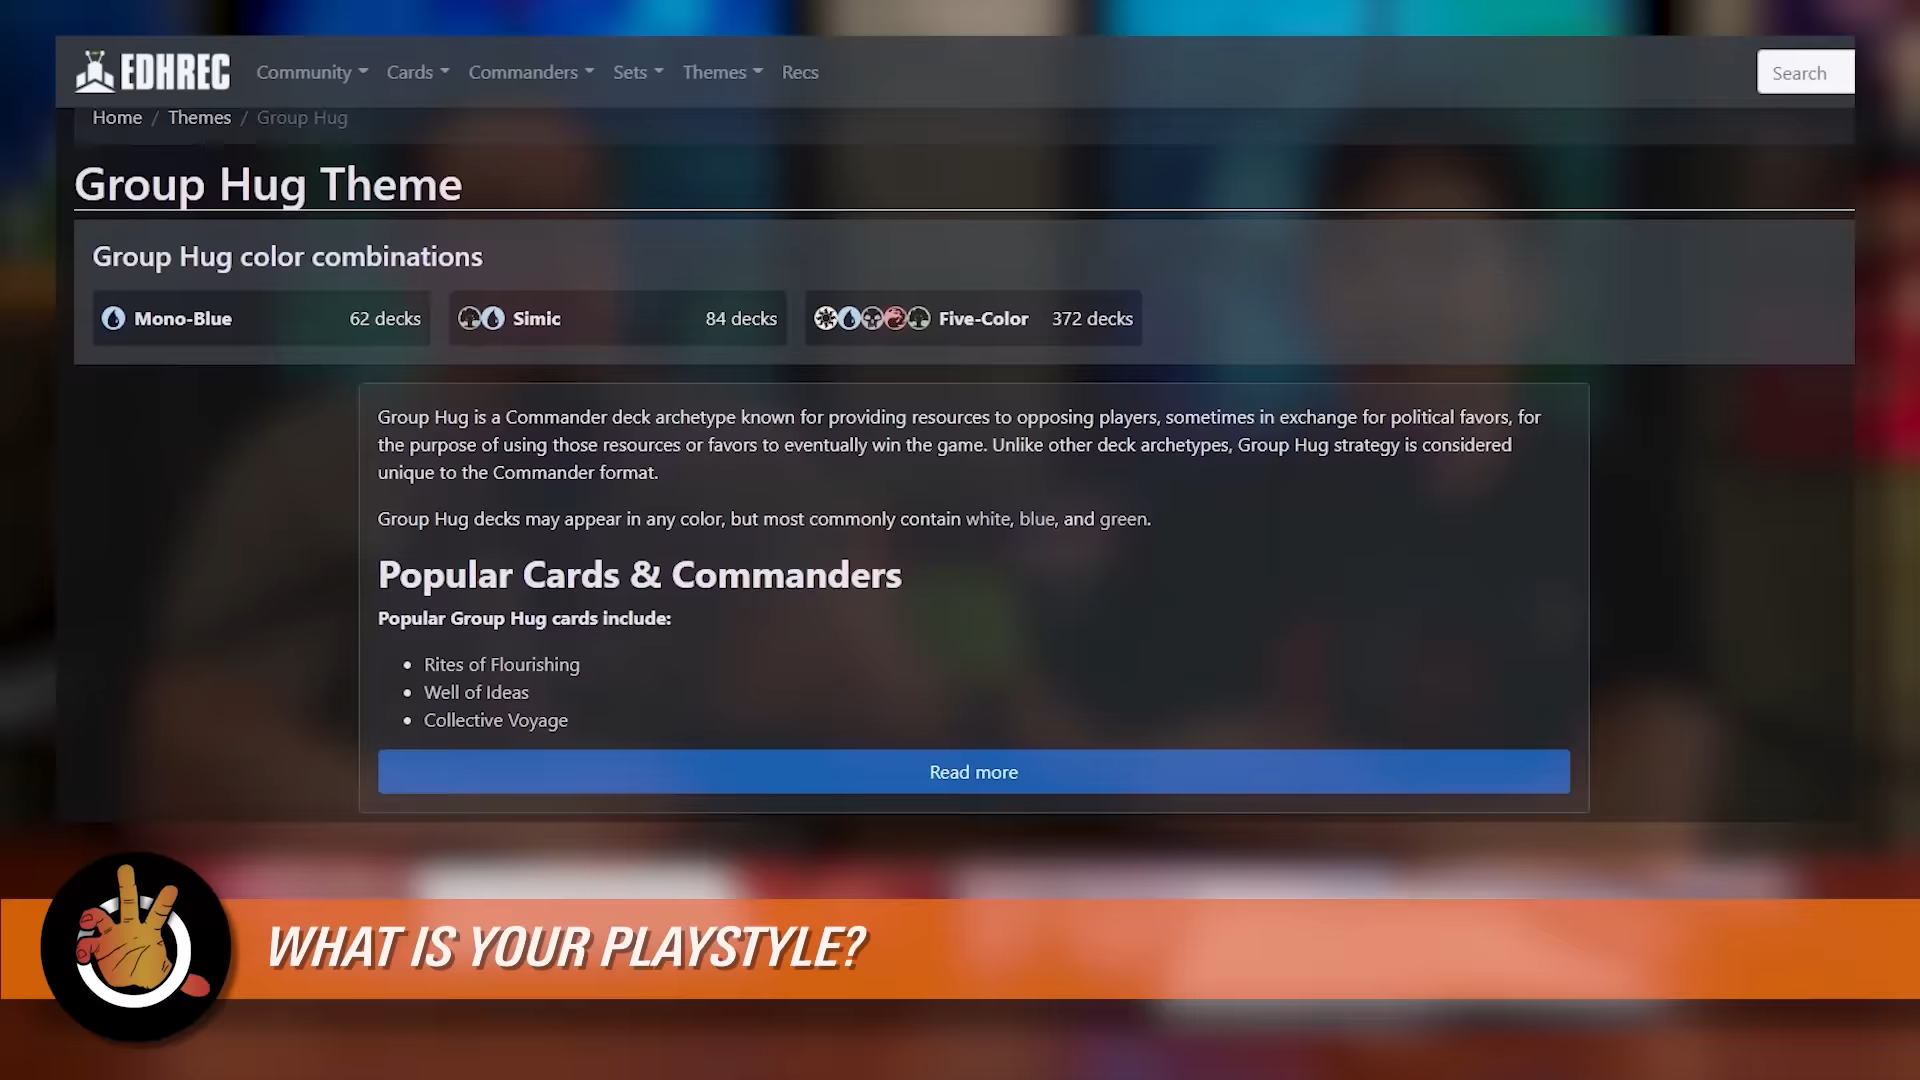 EDHREC Community Cards Commanders Sets Themes Recs Search
Home / Themes / Group Hug
Group Hug Theme
Group Hug color combinations
Mono-Blue 62 decks Simic 84 decks Five-Color 372 decks
Group Hug is a Commander deck archetype known for providing resources to opposing players, sometimes in exchange for political favors, for
the purpose of using those resources or favors to eventually win the game. Unlike other deck archetypes, Group Hug strategy is considered
unique to the Commander format.
Group Hug decks may appear in any color, but most commonly contain white, blue, and green.
Popular Cards & Commanders
Popular Group Hug cards include:
Rites of Flourishing
Well of Ideas
Collective Voyage
Read more
WHAT IS YOUR PLAYSTYLE?